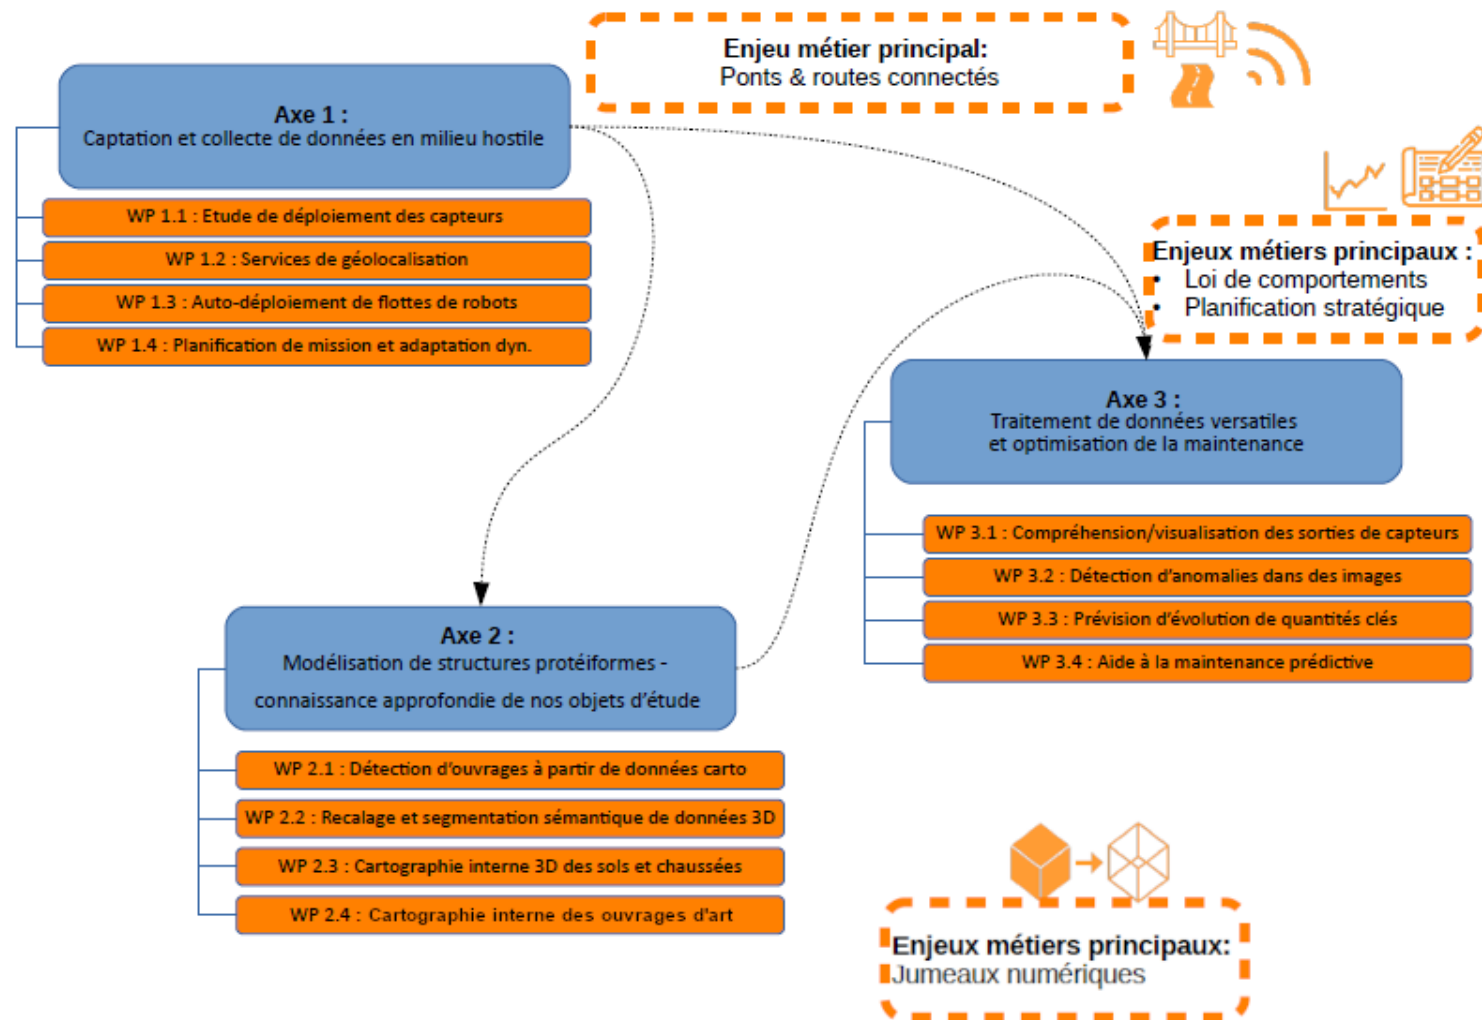 Enjeu métier principal:
Ponts & routes connectés
Axe 1 :
Captation et collecte de données en milieu hostile
WP 1.1 : Etude de déploiement des capteurs
WP 1.2 : Services de géolocalisation
WP 1.3 : Auto-déploiement de flottes de robots
WP 1.4 : Planification de mission et adaptation dyn.
Enjeux métiers principaux :
• Loi de comportements
• Planification stratégique
Axe 3 :
Traitement de données versatiles
et optimisation de la maintenance
WP 3.1 : Compréhension/visualisation des sorties de capteurs
WP 3.2 : Détection d'anomalies dans des images
WP 3.3 : Prévision d'évolution de quantités clés
WP 3.4 : Aide à la maintenance prédictive
Axe 2 :
Modélisation de structures protéiformes -
connaissance approfondie de nos objets d'étude
WP 2.1 : Détection d'ouvrages à partir de données carto
WP 2.2 : Recalage et segmentation sémantique de données 3D
WP 2.3 : Cartographie interne 3D des sols et chaussées
WP 2.4 : Cartographie interne des ouvrages d'art
Enjeux métiers principaux:
Jumeaux numériques